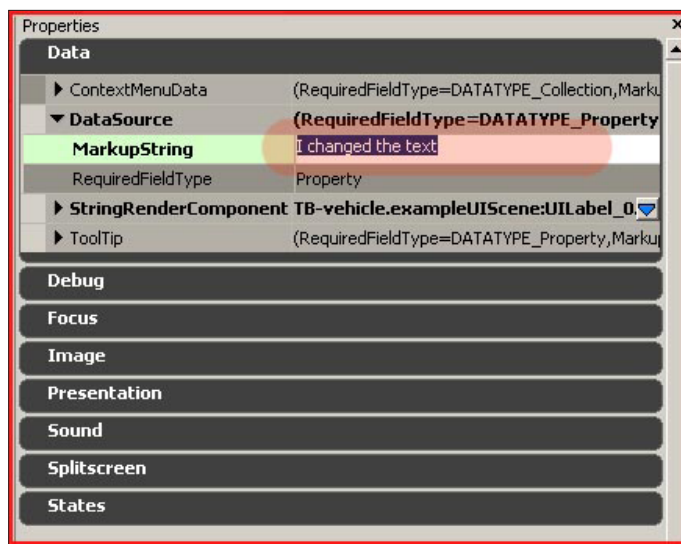 Properties
Data
ContextMenuData (RequiredFieldType=DATATYPE_Collection,Marku
DataSource (RequiredFieldType=DATATYPE_Property
MarkupString I changed the text
RequiredFieldType Property
StringRenderComponent TB-vehicle.exampleUIScene:UILabel_0.
ToolTip (RequiredFieldType=DATATYPE_Property,Markup
Debug
Focus
Image
Presentation
Sound
Splitscreen
States